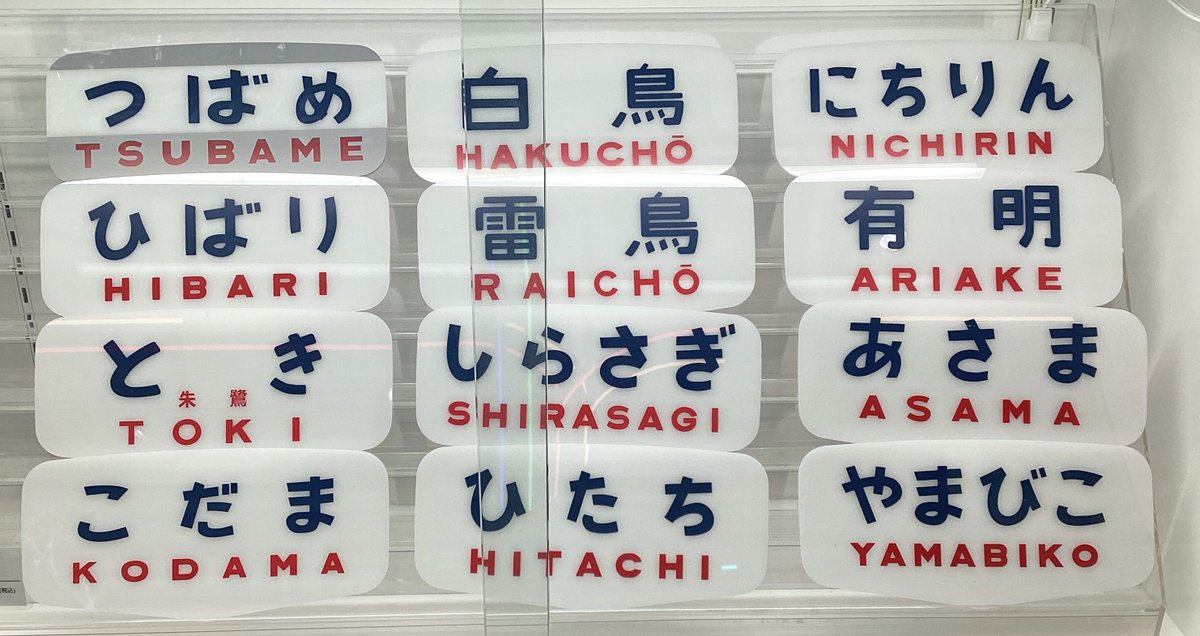 つばめ
TSUBAME
白鳥
HAKUCHŌ
にちりん
NICHIRIN
ひばり
HIBARI
雷鳥
RAICHŌ
有明
ARIAKE
とき
朱鷺
TOKI
しらさぎ
SHIRASAGI
あさま
ASAMA
こだま
KODAMA
ひたち
HITACHI
やまびこ
YAMABIKO
(税込)